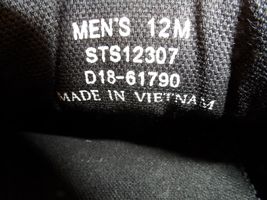 MEN'S 12M
STS12307
D18-61790
MADE IN VIETNAM